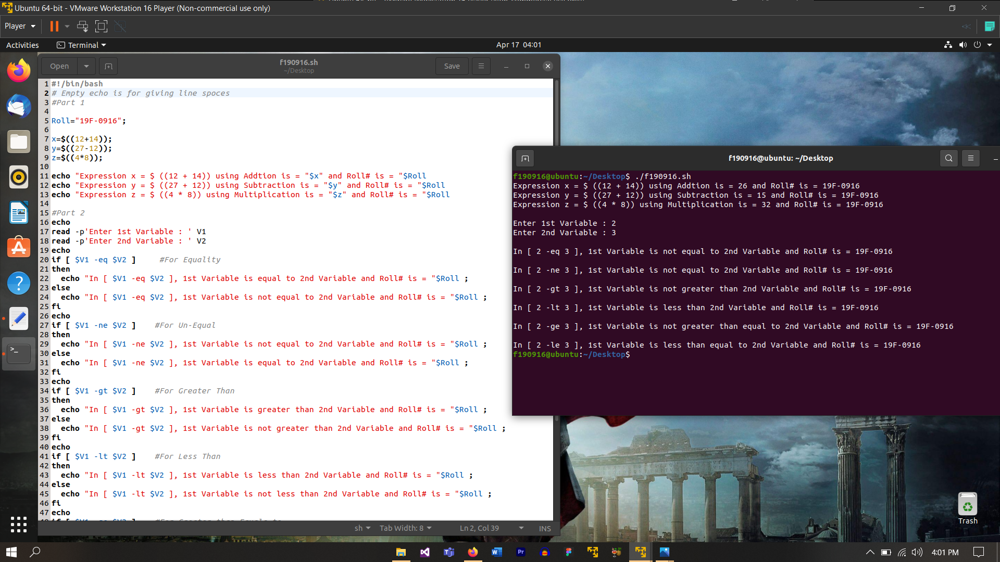 Ubuntu 64-bit - VMware Workstation 16 Player (Non-commercial use only)
Player
Activities
Terminal
Apr 17 04:01
Open
f190916.sh
~/Desktop
Save
1 #!/bin/bash
2 # Empty echo is for giving line spoces
3 #Part 1
4
5 Roll="19F-0916";
6
7 x=$((12+14));
8 y=$((27-12));
9 z=$((4*8));
10
11 echo "Expression x = $ ((12 + 14)) using Addtion is = "$x" and Roll# is = "$Roll
12 echo "Expression y = $ ((27 + 12)) using Subtraction is = "$y" and Roll# is = "$Roll
13 echo "Expression z = $ ((4 * 8)) using Multiplication is = "$z" and Roll# is = "$Roll
14
15 #Part 2
16 echo
17 read -p'Enter 1st Variable : ' V1
18 read -p'Enter 2nd Variable : ' V2
19 echo
20 if [ $V1 -eq $V2 ]     #For Equality
21 then
22   echo "In [ $V1 -eq $V2 ], 1st Variable is equal to 2nd Variable and Roll# is = "$Roll ;
23 else
24   echo "In [ $V1 -eq $V2 ], 1st Variable is not equal to 2nd Variable and Roll# is = "$Roll ;
25 fi
26 echo
27 if [ $V1 -ne $V2 ]    #For Un-Equal
28 then
29   echo "In [ $V1 -ne $V2 ], 1st Variable is not equal to 2nd Variable and Roll# is = "$Roll ;
30 else
31   echo "In [ $V1 -ne $V2 ], 1st Variable is equal to 2nd Variable and Roll# is = "$Roll ;
32 fi
33 echo
34 if [ $V1 -gt $V2 ]    #For Greater Than
35 then
36   echo "In [ $V1 -gt $V2 ], 1st Variable is greater than 2nd Variable and Roll# is = "$Roll ;
37 else
38   echo "In [ $V1 -gt $V2 ], 1st Variable is not greater than 2nd Variable and Roll# is = "$Roll ;
39 fi
40 echo
41 if [ $V1 -lt $V2 ]    #For Less Than
42 then
43   echo "In [ $V1 -lt $V2 ], 1st Variable is less than 2nd Variable and Roll# is = "$Roll ;
44 else
45   echo "In [ $V1 -lt $V2 ], 1st Variable is not less than 2nd Variable and Roll# is = "$Roll ;
46 fi
47 echo
sh
Tab Width: 8
Ln 2, Col 39
INS
f190916@ubuntu: ~/Desktop
f190916@ubuntu:~/Desktop$ ./f190916.sh
Expression x = $ ((12 + 14)) using Addtion is = 26 and Roll# is = 19F-0916
Expression y = $ ((27 + 12)) using Subtraction is = 15 and Roll# is = 19F-0916
Expression z = $ ((4 * 8)) using Multiplication is = 32 and Roll# is = 19F-0916
Enter 1st Variable : 2
Enter 2nd Variable : 3
In [ 2 -eq 3 ], 1st Variable is not equal to 2nd Variable and Roll# is = 19F-0916
In [ 2 -ne 3 ], 1st Variable is not equal to 2nd Variable and Roll# is = 19F-0916
In [ 2 -gt 3 ], 1st Variable is not greater than 2nd Variable and Roll# is = 19F-0916
In [ 2 -lt 3 ], 1st Variable is less than 2nd Variable and Roll# is = 19F-0916
In [ 2 -ge 3 ], 1st Variable is not greater than equal to 2nd Variable and Roll# is = 19F-0916
In [ 2 -le 3 ], 1st Variable is less than equal to 2nd Variable and Roll# is = 19F-0916
f190916@ubuntu:~/Desktop$
Trash
4:01 PM